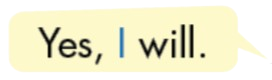 Yes, I will.